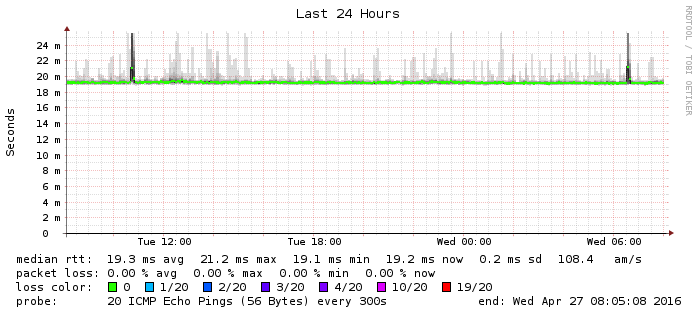 Last 24 Hours
RRDTOOL / TOBI OETIKER
Seconds
24 m
22 m
20 m
18 m
16 m
14 m
12 m
10 m
8 m
6 m
4 m
2 m
0
Tue 12:00 Tue 18:00 Wed 00:00 Wed 06:00
median rtt: 19.3 ms avg 21.2 ms max 19.1 ms min 19.2 ms now 0.2 ms sd 108.4 am/s
packet loss: 0.00 % avg 0.00 % max 0.00 % min 0.00 % now
loss color: 0 1/20 2/20 3/20 4/20 10/20 19/20
probe: 20 ICMP Echo Pings (56 Bytes) every 300s end: Wed Apr 27 08:05:08 2016